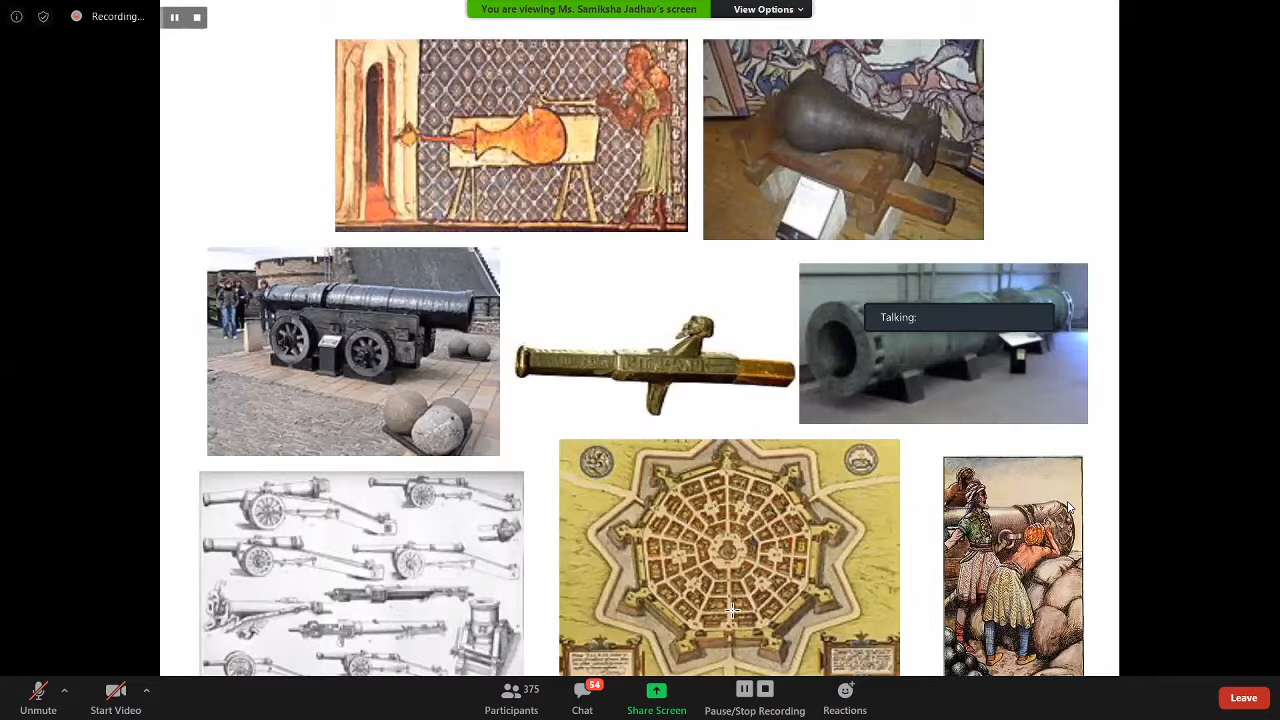 Recording...
You are viewing Ms. Samiksha Jadhav's screen
View Options
Talking:
Unmute
Start Video
Participants
375
Chat
54
Share Screen
Pause/Stop Recording
Reactions
Leave